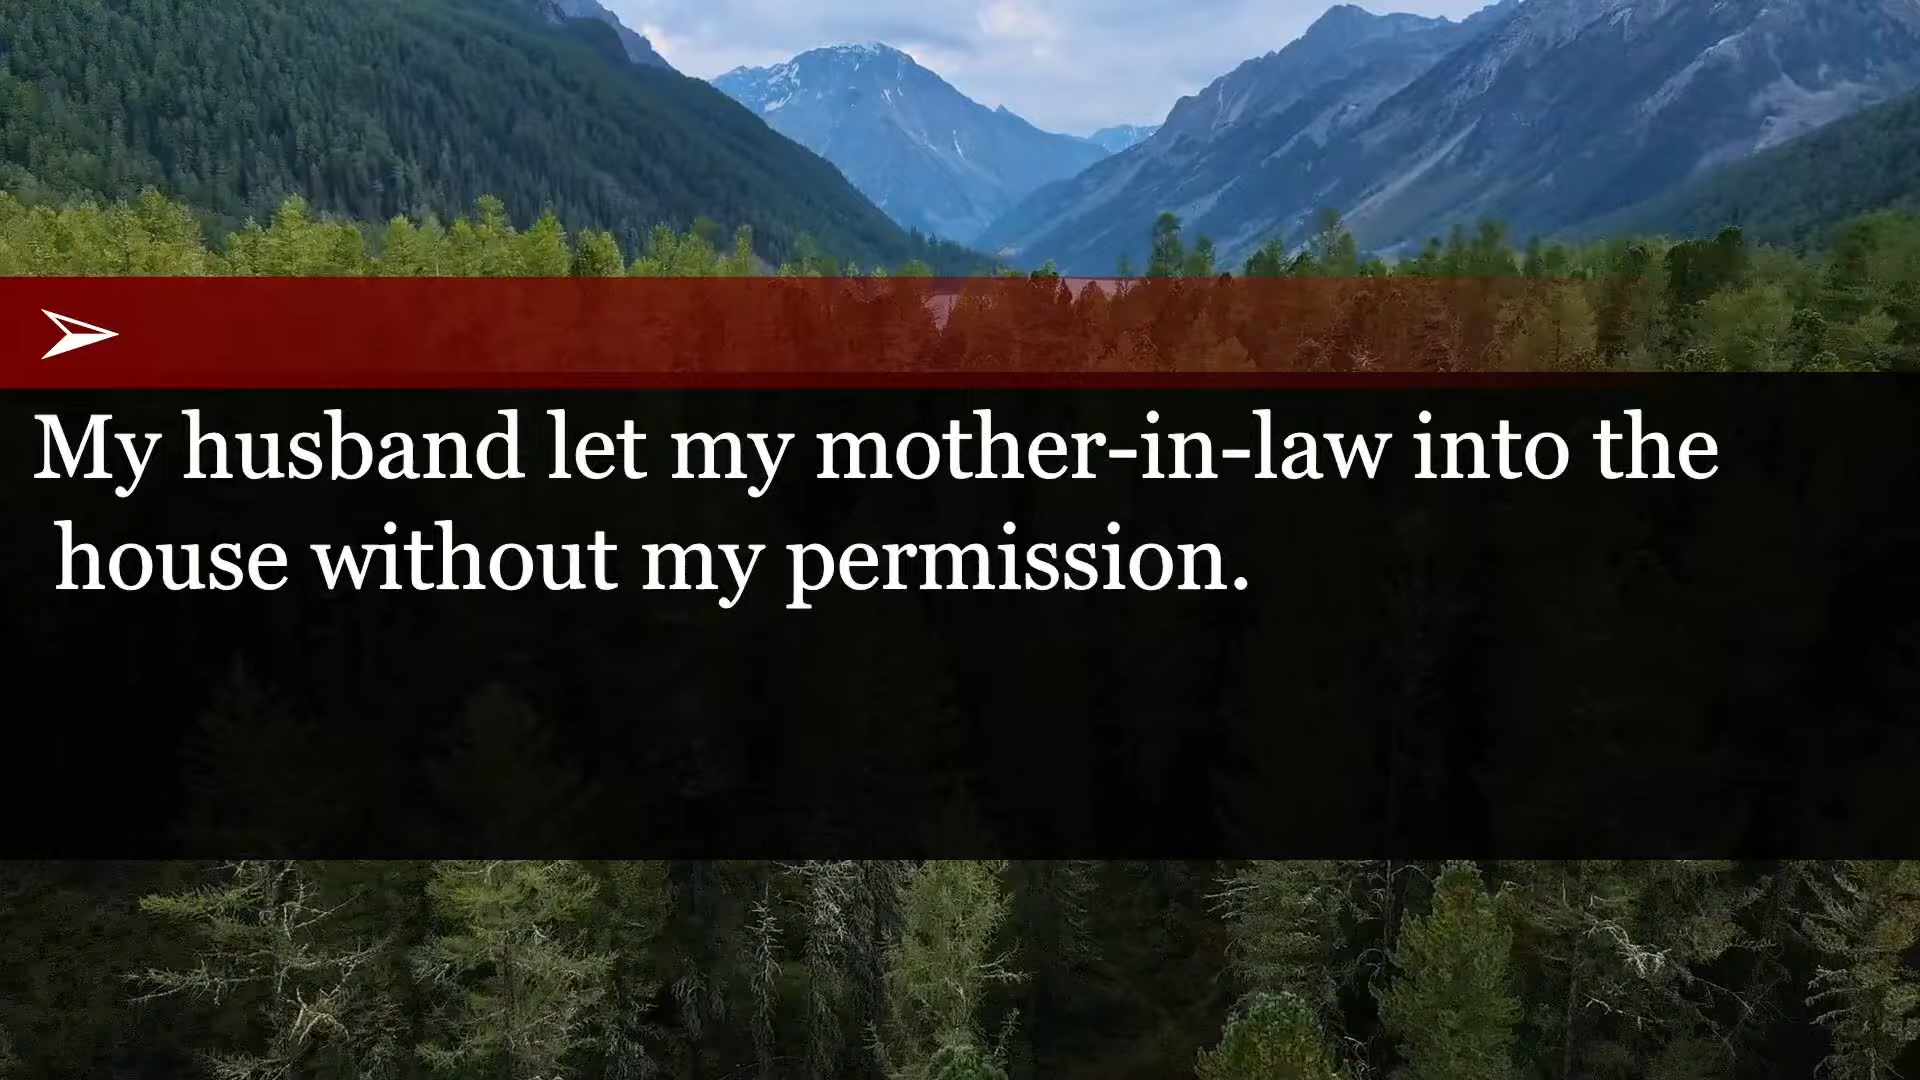 My husband let my mother-in-law into the
house without my permission.